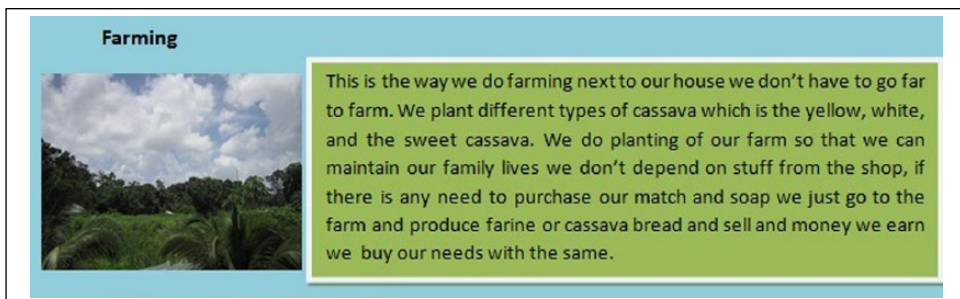 Farming
This is the way we do farming next to our house we don't have to go far
to farm. We plant different types of cassava which is the yellow, white,
and the sweet cassava. We do planting of our farm so that we can
maintain our family lives we don't depend on stuff from the shop, if
there is any need to purchase our match and soap we just go to the
farm and produce farine or cassava bread and sell and money we earn
we buy our needs with the same.